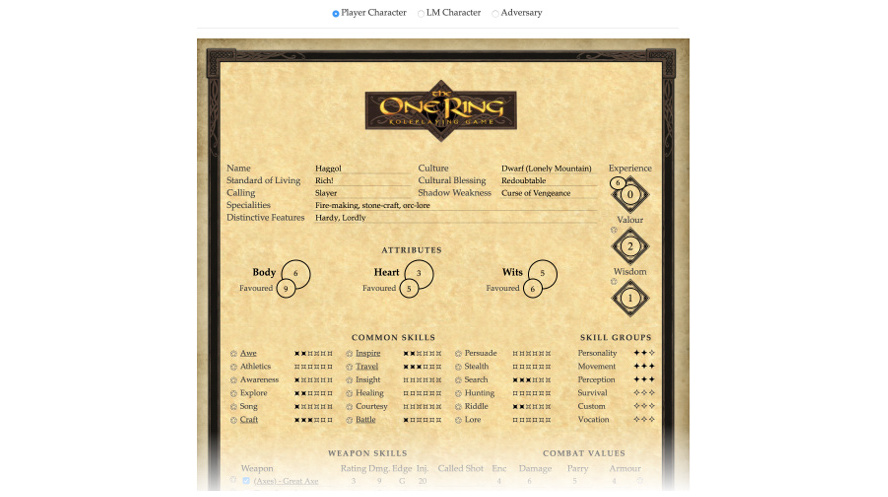 Player Character LM Character Adversary
the
ONE RING
ROLEPLAYING GAME
Name Haggol Culture Dwarf (Lonely Mountain) Experience
Standard of Living Rich! Cultural Blessing Redoubtable 6 0
Calling Slayer Shadow Weakness Curse of Vengeance
Specialities Fire-making, stone-craft, orc-lore
Distinctive Features Hardy, Lordly Valour
2
ATTRIBUTES
Body 6 Heart 3 Wits 5 Wisdom
Favoured 9 Favoured 5 Favoured 6 1
COMMON SKILLS SKILL GROUPS
Awe Inspire Persuade Personality
Athletics Travel Stealth Movement
Awareness Insight Search Perception
Explore Healing Hunting Survival
Song Courtesy Riddle Custom
Craft Battle Lore Vocation
WEAPON SKILLS COMBAT VALUES
Weapon Rating Dmg. Edge Inj. Called Shot Enc Damage Parry Armour
(Axes) - Great Axe 3 9 G 20 4 6 5 4